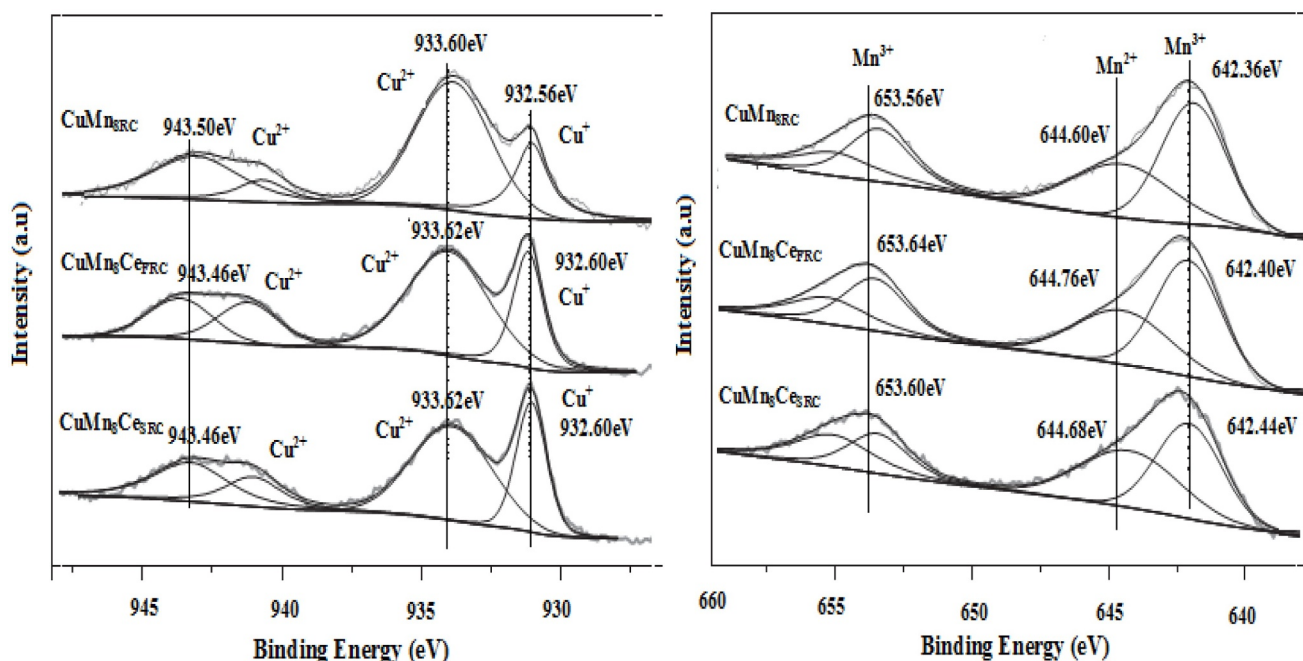 933.60eV
Cu²⁺
932.56eV
CuMn₈RC
943.50eV
Cu²⁺
Cu⁺
933.62eV
CuMn₈CeFRC
943.46eV
Cu²⁺
Cu²⁺
932.60eV
Cu⁺
CuMn₈CeSRC
943.46eV
Cu²⁺
Cu²⁺
933.62eV
Cu⁺
932.60eV
Intensity (a.u)
945
940
935
930
Binding Energy (eV)
Mn³⁺
Mn²⁺
Mn³⁺
642.36eV
CuMn₈RC
653.56eV
644.60eV
CuMn₈CeFRC
653.64eV
644.76eV
642.40eV
CuMn₈CeSRC
653.60eV
644.68eV
642.44eV
Intensity (a.u)
660
655
650
645
640
Binding Energy (eV)